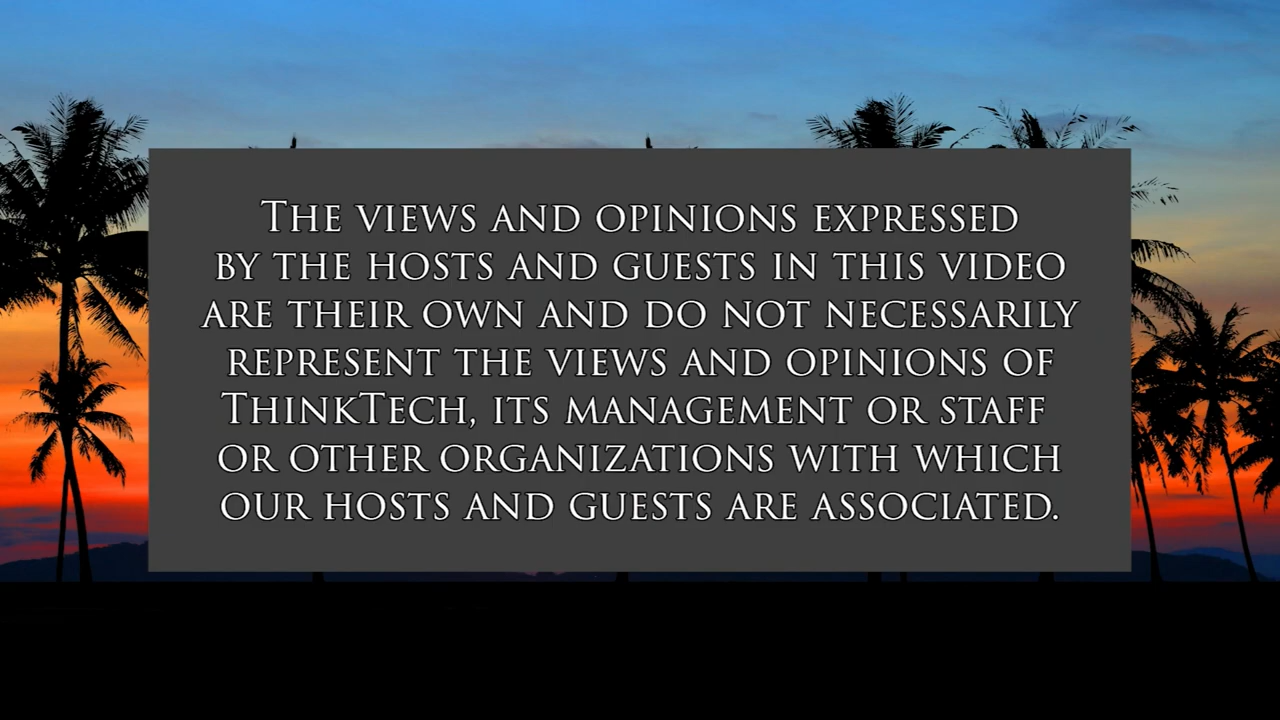 The views and opinions expressed
by the hosts and guests in this video
are their own and do not necessarily
represent the views and opinions of
ThinkTech, its management or staff
or other organizations with which
our hosts and guests are associated.